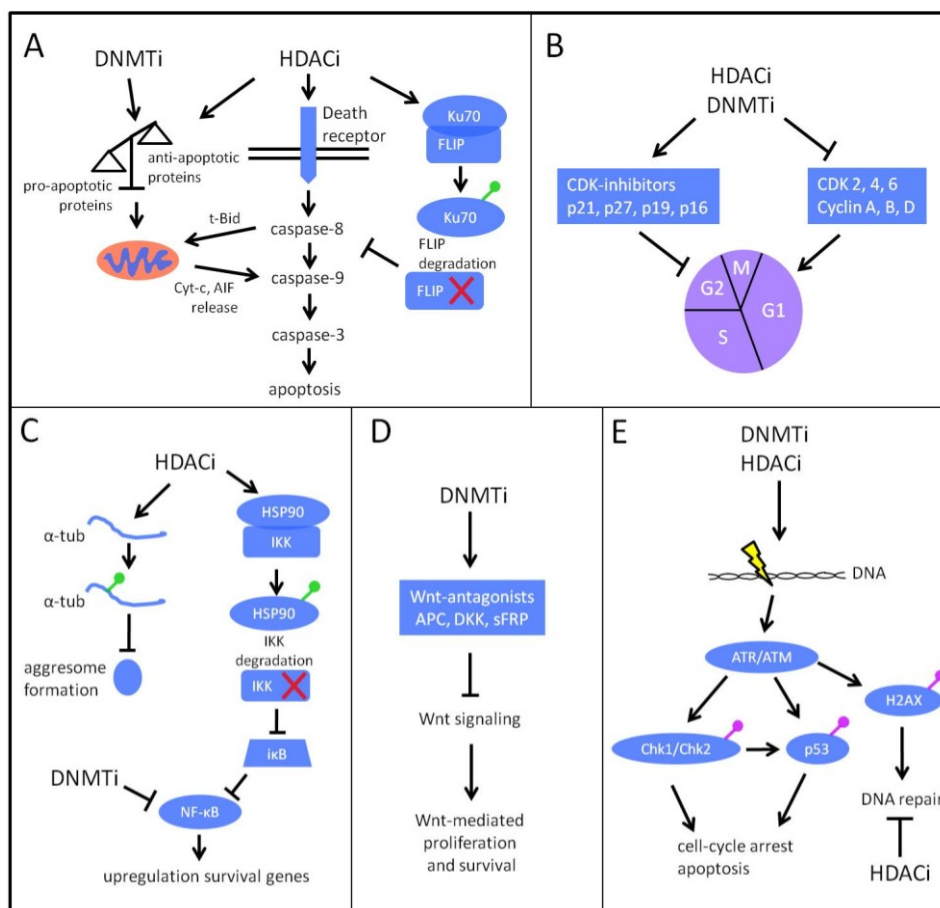 A
DNMTi
HDACi
Death
receptor
Ku70
FLIP
anti-apoptotic
proteins
pro-apoptotic
proteins
t-Bid
caspase-8
Ku70
FLIP
degradation
Cyt-c, AIF
release
caspase-9
FLIP
caspase-3
apoptosis
B
HDACi
DNMTi
CDK-inhibitors
p21, p27, p19, p16
CDK 2, 4, 6
Cyclin A, B, D
M
G2
G1
S
C
HDACi
α-tub
HSP90
IKK
α-tub
HSP90
IKK
degradation
aggresome
formation
IKK
iκB
DNMTi
NF-κB
upregulation survival genes
D
DNMTi
Wnt-antagonists
APC, DKK, sFRP
Wnt signaling
Wnt-mediated
proliferation
and survival
E
DNMTi
HDACi
DNA
ATR/ATM
H2AX
Chk1/Chk2
p53
DNA repair
cell-cycle arrest
apoptosis
HDACi